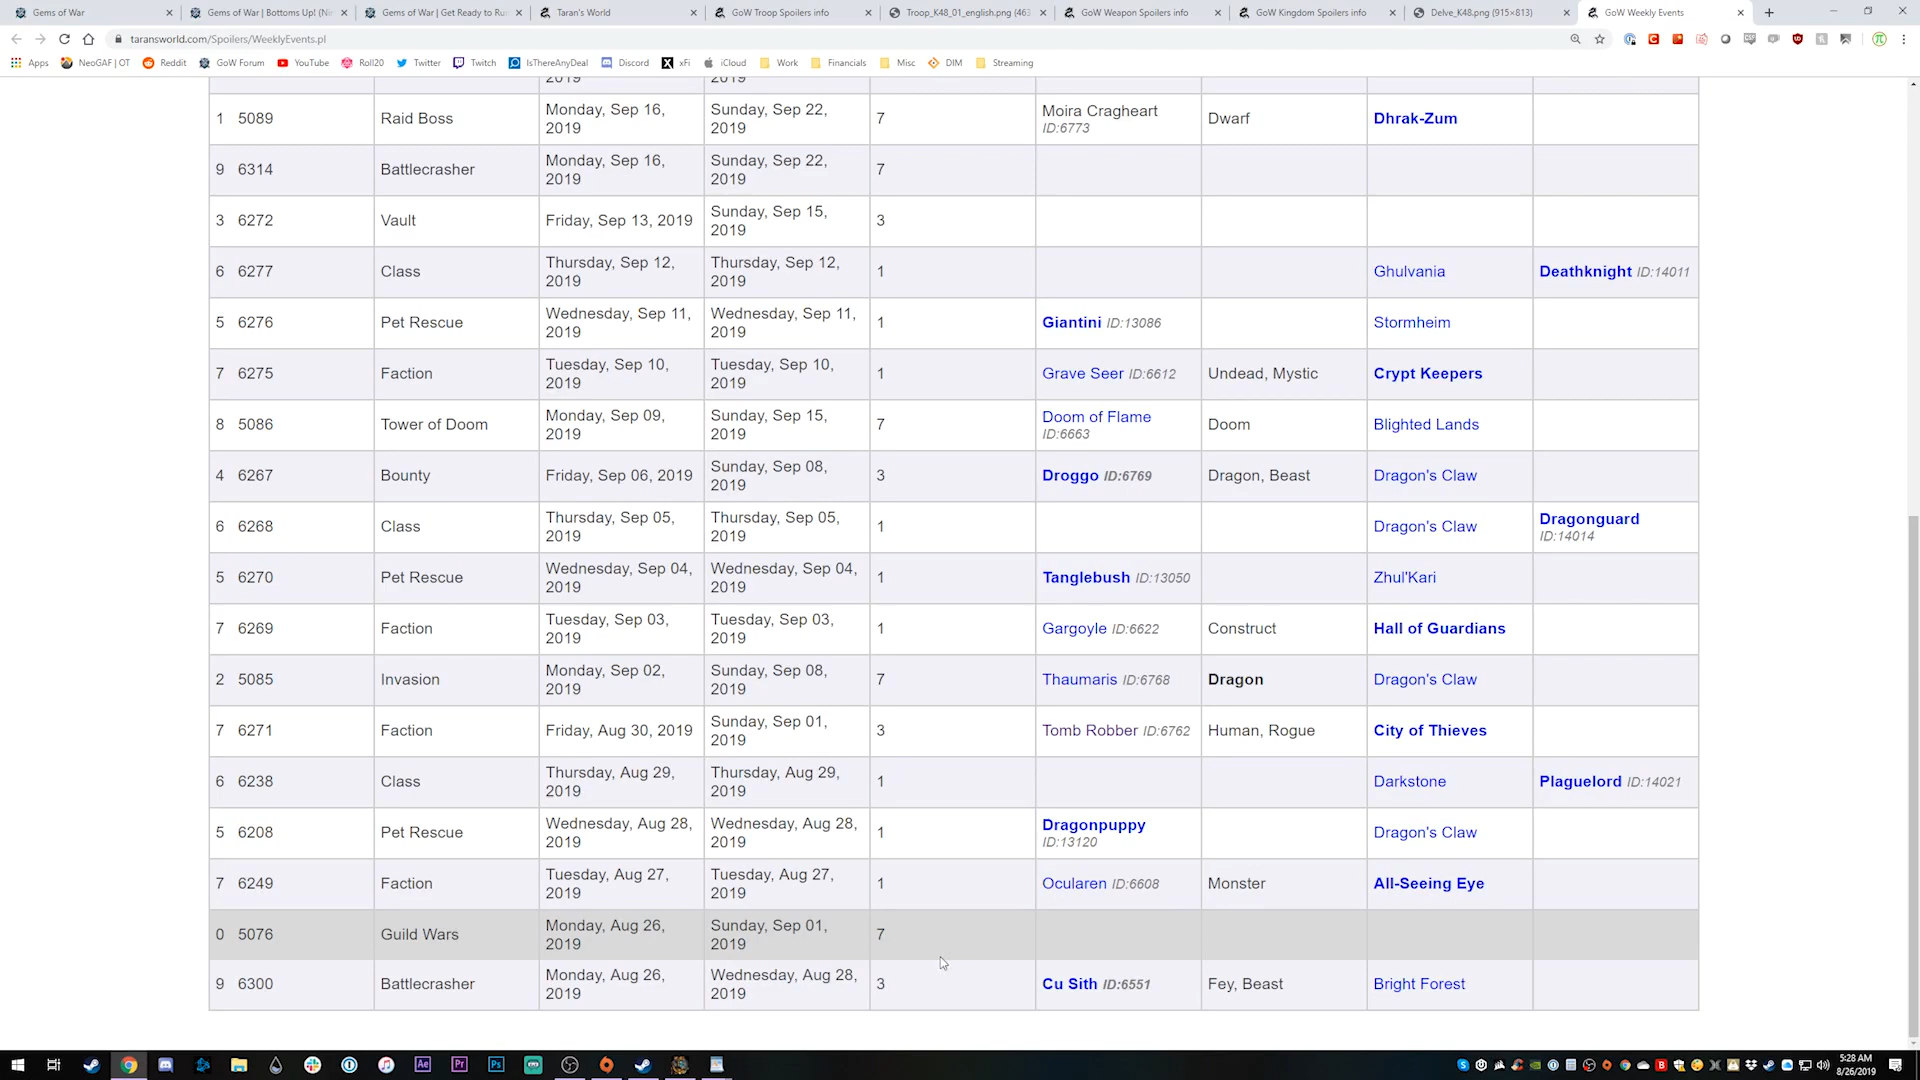 Gems of War
Gems of War | Bottoms Up! (Nin
Gems of War | Get Ready to Ru
Taran's World
GoW Troop Spoilers info
Troop_K48_01_english.png (463
GoW Weapon Spoilers info
GoW Kingdom Spoilers info
Delve_K48.png (915×813)
GoW Weekly Events
taransworld.com/Spoilers/WeeklyEvents.pl
Apps NeoGAF | OT Reddit GoW Forum YouTube Roll20 Twitter Twitch IsThereAnyDeal Discord xFi iCloud Work Financials Misc DIM Streaming
2019 2019
1 5089 Raid Boss Monday, Sep 16, 2019 Sunday, Sep 22, 2019 7 Moira Cragheart ID:6773 Dwarf Dhrak-Zum
9 6314 Battlecrasher Monday, Sep 16, 2019 Sunday, Sep 22, 2019 7
3 6272 Vault Friday, Sep 13, 2019 Sunday, Sep 15, 2019 3
6 6277 Class Thursday, Sep 12, 2019 Thursday, Sep 12, 2019 1 Ghulvania Deathknight ID:14011
5 6276 Pet Rescue Wednesday, Sep 11, 2019 Wednesday, Sep 11, 2019 1 Giantini ID:13086 Stormheim
7 6275 Faction Tuesday, Sep 10, 2019 Tuesday, Sep 10, 2019 1 Grave Seer ID:6612 Undead, Mystic Crypt Keepers
8 5086 Tower of Doom Monday, Sep 09, 2019 Sunday, Sep 15, 2019 7 Doom of Flame ID:6663 Doom Blighted Lands
4 6267 Bounty Friday, Sep 06, 2019 Sunday, Sep 08, 2019 3 Droggo ID:6769 Dragon, Beast Dragon's Claw
6 6268 Class Thursday, Sep 05, 2019 Thursday, Sep 05, 2019 1 Dragon's Claw Dragonguard ID:14014
5 6270 Pet Rescue Wednesday, Sep 04, 2019 Wednesday, Sep 04, 2019 1 Tanglebush ID:13050 Zhul'Kari
7 6269 Faction Tuesday, Sep 03, 2019 Tuesday, Sep 03, 2019 1 Gargoyle ID:6622 Construct Hall of Guardians
2 5085 Invasion Monday, Sep 02, 2019 Sunday, Sep 08, 2019 7 Thaumaris ID:6768 Dragon Dragon's Claw
7 6271 Faction Friday, Aug 30, 2019 Sunday, Sep 01, 2019 3 Tomb Robber ID:6762 Human, Rogue City of Thieves
6 6238 Class Thursday, Aug 29, 2019 Thursday, Aug 29, 2019 1 Darkstone Plaguelord ID:14021
5 6208 Pet Rescue Wednesday, Aug 28, 2019 Wednesday, Aug 28, 2019 1 Dragonpuppy ID:13120 Dragon's Claw
7 6249 Faction Tuesday, Aug 27, 2019 Tuesday, Aug 27, 2019 1 Ocularen ID:6608 Monster All-Seeing Eye
0 5076 Guild Wars Monday, Aug 26, 2019 Sunday, Sep 01, 2019 7
9 6300 Battlecrasher Monday, Aug 26, 2019 Wednesday, Aug 28, 2019 3 Cu Sith ID:6551 Fey, Beast Bright Forest
Ae Pr Ps
5:28 AM
8/26/2019